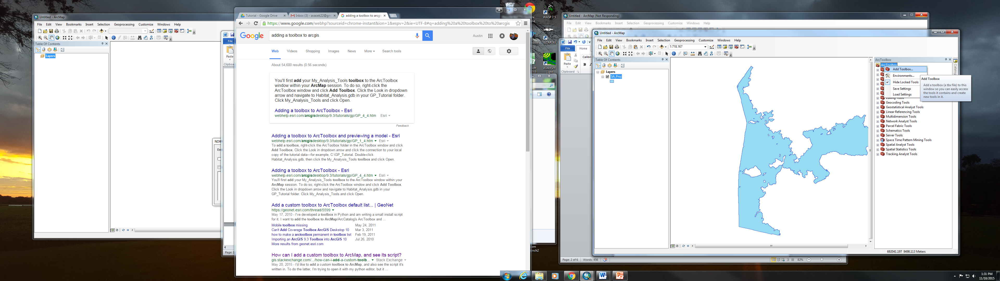 Untitled - ArcMap
File Edit View Bookmarks Insert Selection Geoprocessing Customize Windows Help
Table Of Contents
Layers
File
Paste
Page: 1
Tutorial - Google Drive
Inbox (3) - avacek22@gm
adding a toolbox to arcgi
https://www.google.com/webhp?sourceid=chrome-instant&ion=1&espv=2&ie=UTF-8#q=adding%20a%20toolbox%20to%20arcgis
Google
adding a toolbox to arcgis
Austin
Web Videos Shopping Images News More Search tools
About 54,600 results (0.56 seconds)
You'll first add your My_Analysis_Tools toolbox to the ArcToolbox
window within your ArcMap session. To do so, right-click the
ArcToolbox window and click Add Toolbox. Click the Look in dropdown
arrow and navigate to Habitat_Analysis.gdb in your GP_Tutorial folder.
Click My_Analysis_Tools and click Open.
Adding a toolbox to ArcToolbox - Esri
webhelp.esri.com/arcgisdesktop/9.3/tutorials/gp/GP_4_4.htm Esri
Feedback
Adding a toolbox to ArcToolbox and previewing a model - Esri
webhelp.esri.com/arcgisdesktop/9.3/tutorials/gp/GP_1_4.htm Esri
To add a toolbox, right-click the ArcToolbox folder in the ArcToolbox window and click
Add Toolbox. Click the Look in dropdown arrow and click the connection to your local
copy of the tutorial data—for example, C:\GP_Tutorial. Double-click
Habitat_Analysis.gdb, then click the My_Analysis_Tools toolbox and click Open.
Adding a toolbox to ArcToolbox - Esri
webhelp.esri.com/arcgisdesktop/9.3/tutorials/gp/GP_4_4.htm Esri
You'll first add your My_Analysis_Tools toolbox to the ArcToolbox window within your
ArcMap session. To do so, right-click the ArcToolbox window and click Add Toolbox.
Click the Look in dropdown arrow and navigate to Habitat_Analysis.gdb in your
GP_Tutorial folder. Click My_Analysis_Tools and click Open.
Add a custom toolbox to ArcToolbox default list... | GeoNet
https://geonet.esri.com/thread/5599
May 17, 2010 - I've developed a toolbox in Python and am writing a small install script
for it. I want to add the toolbox to ArcMap/ArcCatalog's ArcToolbox and ...
Mobile toolbox missing May 24, 2011
Can't Add Coverage Toolbox ArcGIS Deskstop 10 Mar 3, 2011
how to make a arctoolbox permanent in toolbox list Feb 19, 2011
Importing an ArcGIS 9.3 Toolbox into ArcGIS 10 Jul 26, 2010
More results from geonet.esri.com
How can I add a custom toolbox to ArcMap, and see its script?
gis.stackexchange.com/.../how-can-i-add-a-custom-toolb... Stack Exchange
May 20, 2015 - I'd like to add a custom toolbox to ArcMap, and also see the script it's
written in. To do the latter, I'm trying to open it with my python editor, but it ...
WASP 7.5
WDMUtil
WinHSPF
Light
Untitled - ArcMap (Not Responding)
File Edit View Bookmarks Insert Selection Geoprocessing Customize Windows Help
File Home
Calibri
Paste
B I
Clipboard
Page: 2 of 6 Words: 456
82%
Untitled - ArcMap
File Edit View Bookmarks Insert Selection Geoprocessing Customize Windows Help
1:718,167
Table Of Contents
Layers
SA_Proj
ArcToolbox
ArcToolbox
Add Toolbox...
Environments...
Hide Locked Tools
Save Settings
Load Settings
Add Toolbox
Add a toolbox (a tbx file) to this
window so you can easily access
the tools it contains and create
new tools in it.
Editing Tools
Geocoding Tools
Geostatistical Analyst Tools
Linear Referencing Tools
Multidimension Tools
Network Analyst Tools
Parcel Fabric Tools
Schematics Tools
Server Tools
Space Time Pattern Mining Tools
Spatial Analyst Tools
Spatial Statistics Tools
Tracking Analyst Tools
Catalog
692041.197 9498.113 Meters
1:31 PM
11/18/2015